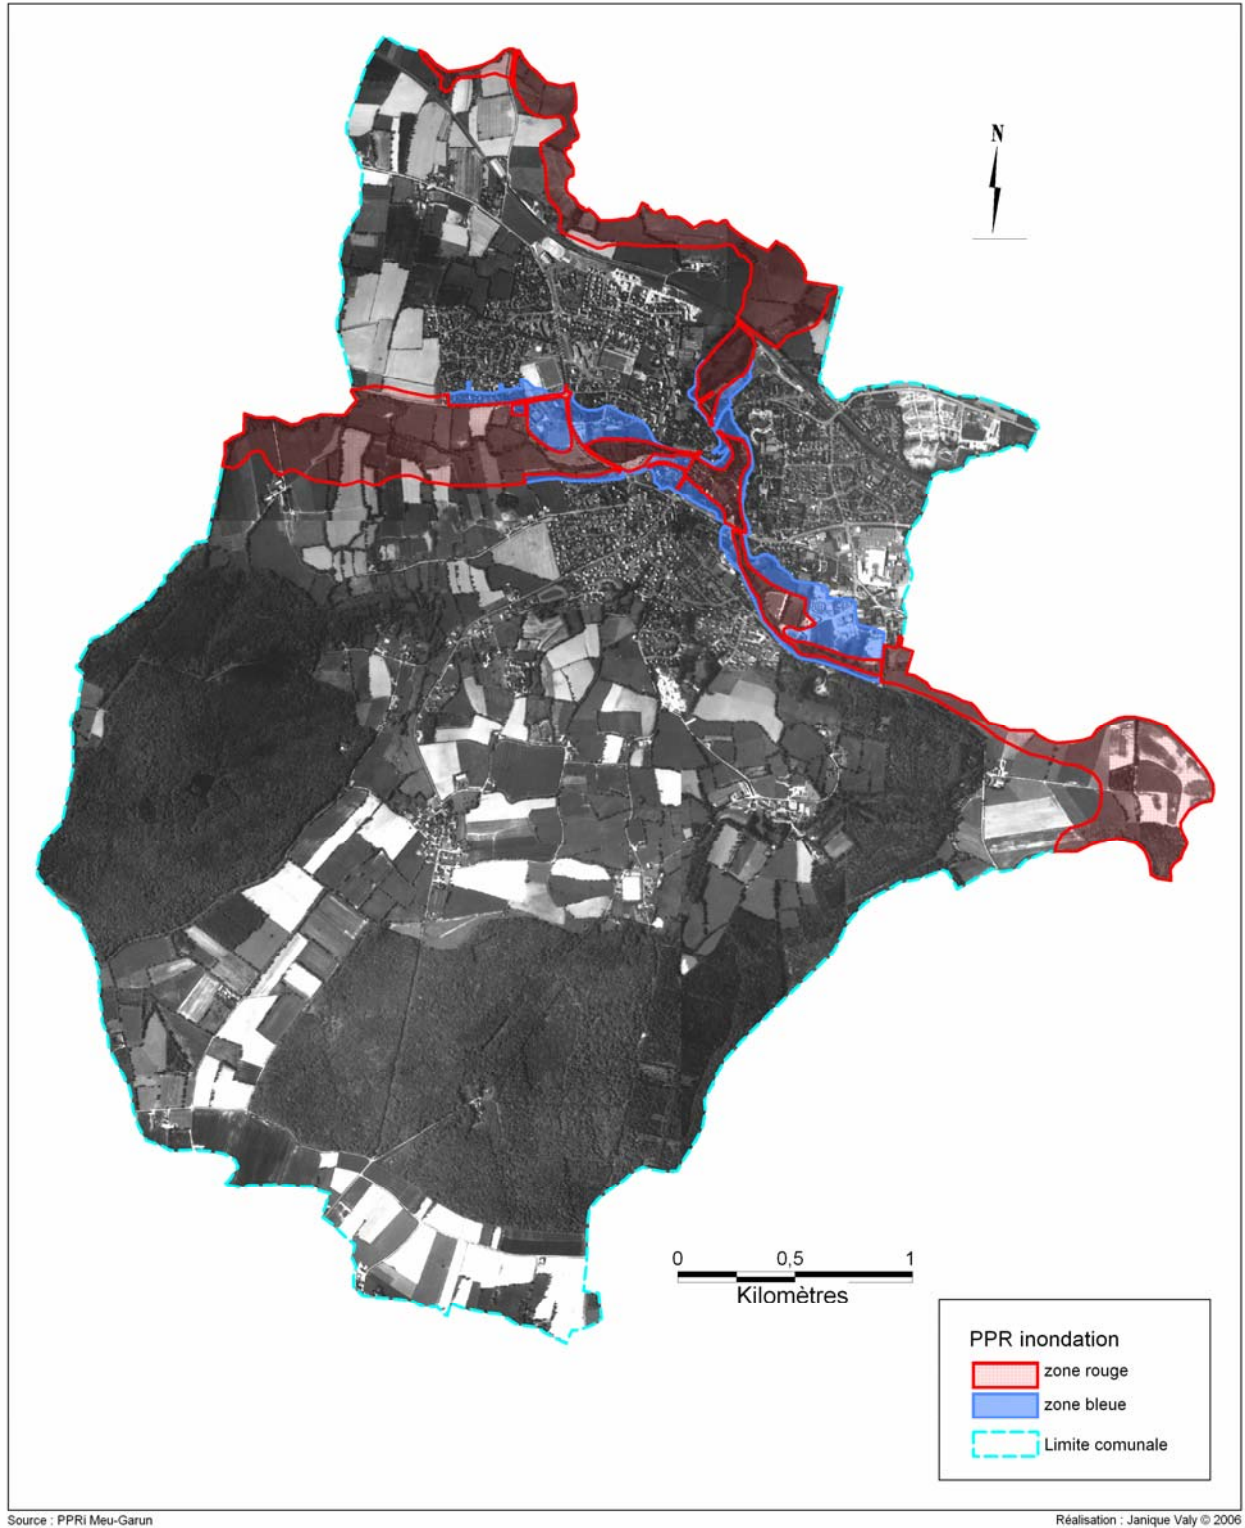 N
0 0,5 1
Kilomètres
PPR inondation
zone rouge
zone bleue
Limite comunale
Source : PPRi Meu-Garun
Réalisation : Janique Valy © 2006